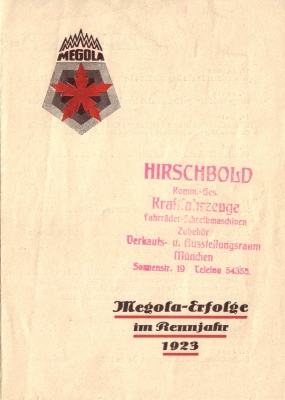 MEGOLA
HIRSCHBOLD
Komm.-Ges.
Kraftfahrzeuge
Fahrräder-Schreibmaschinen
Zubehör
Verkaufs- u. Ausstellungsraum
München
Sonnenstr. 19 Telefon 54355.
Megola-Erfolge
im Rennjahr
1923